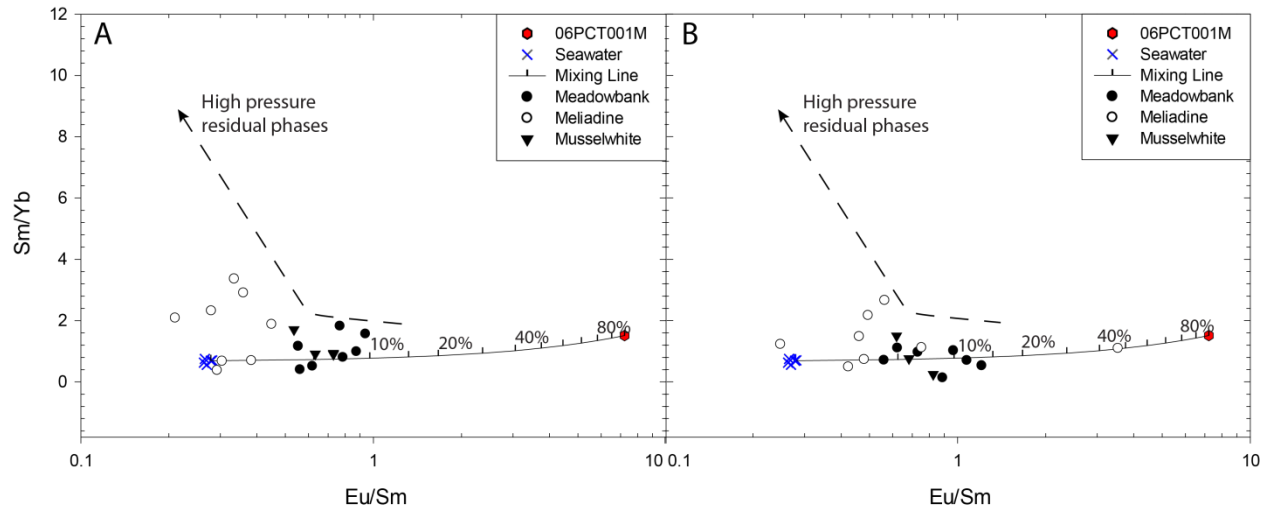 A
B
12
10
8
6
4
2
0
Sm/Yb
High pressure
residual phases
06PCT001M
Seawater
Mixing Line
Meadowbank
Meliadine
Musselwhite
10%
20%
40%
80%
0.1
1
10
Eu/Sm
High pressure
residual phases
06PCT001M
Seawater
Mixing Line
Meadowbank
Meliadine
Musselwhite
10%
20%
40%
80%
0.1
1
10
Eu/Sm